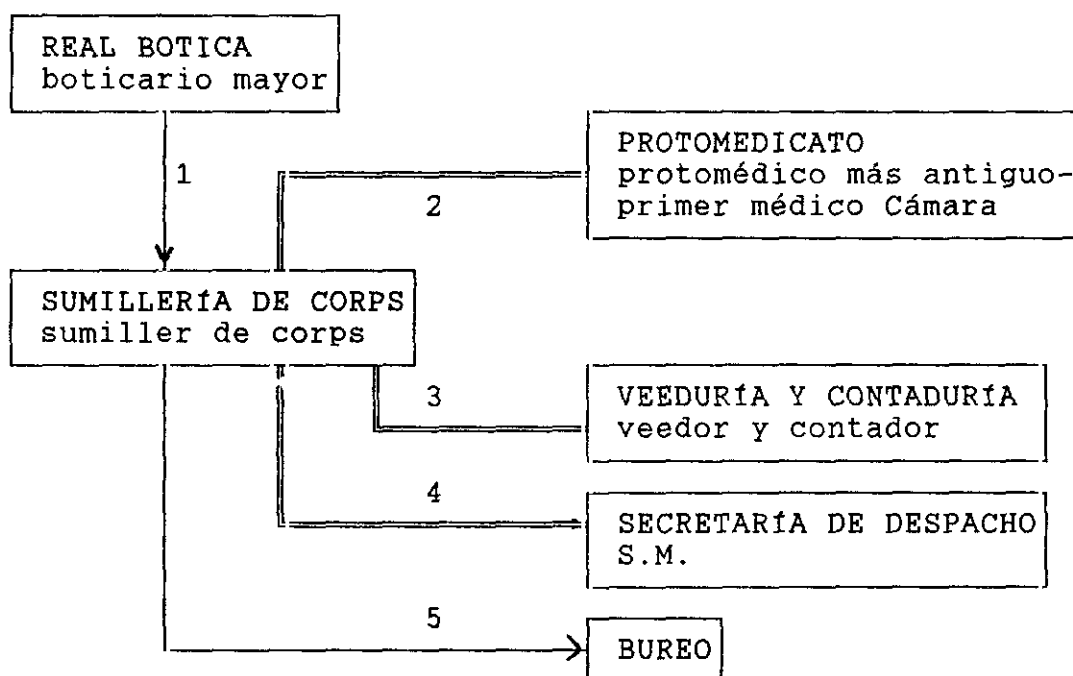 REAL BOTICA
boticario mayor
1
PROTOMEDICATO
protomédico más antiguo-
primer médico Cámara
2
SUMILLERÍA DE CORPS
sumiller de corps
3
VEEDURÍA Y CONTADURÍA
veedor y contador
4
SECRETARÍA DE DESPACHO
S.M.
5
BUREO